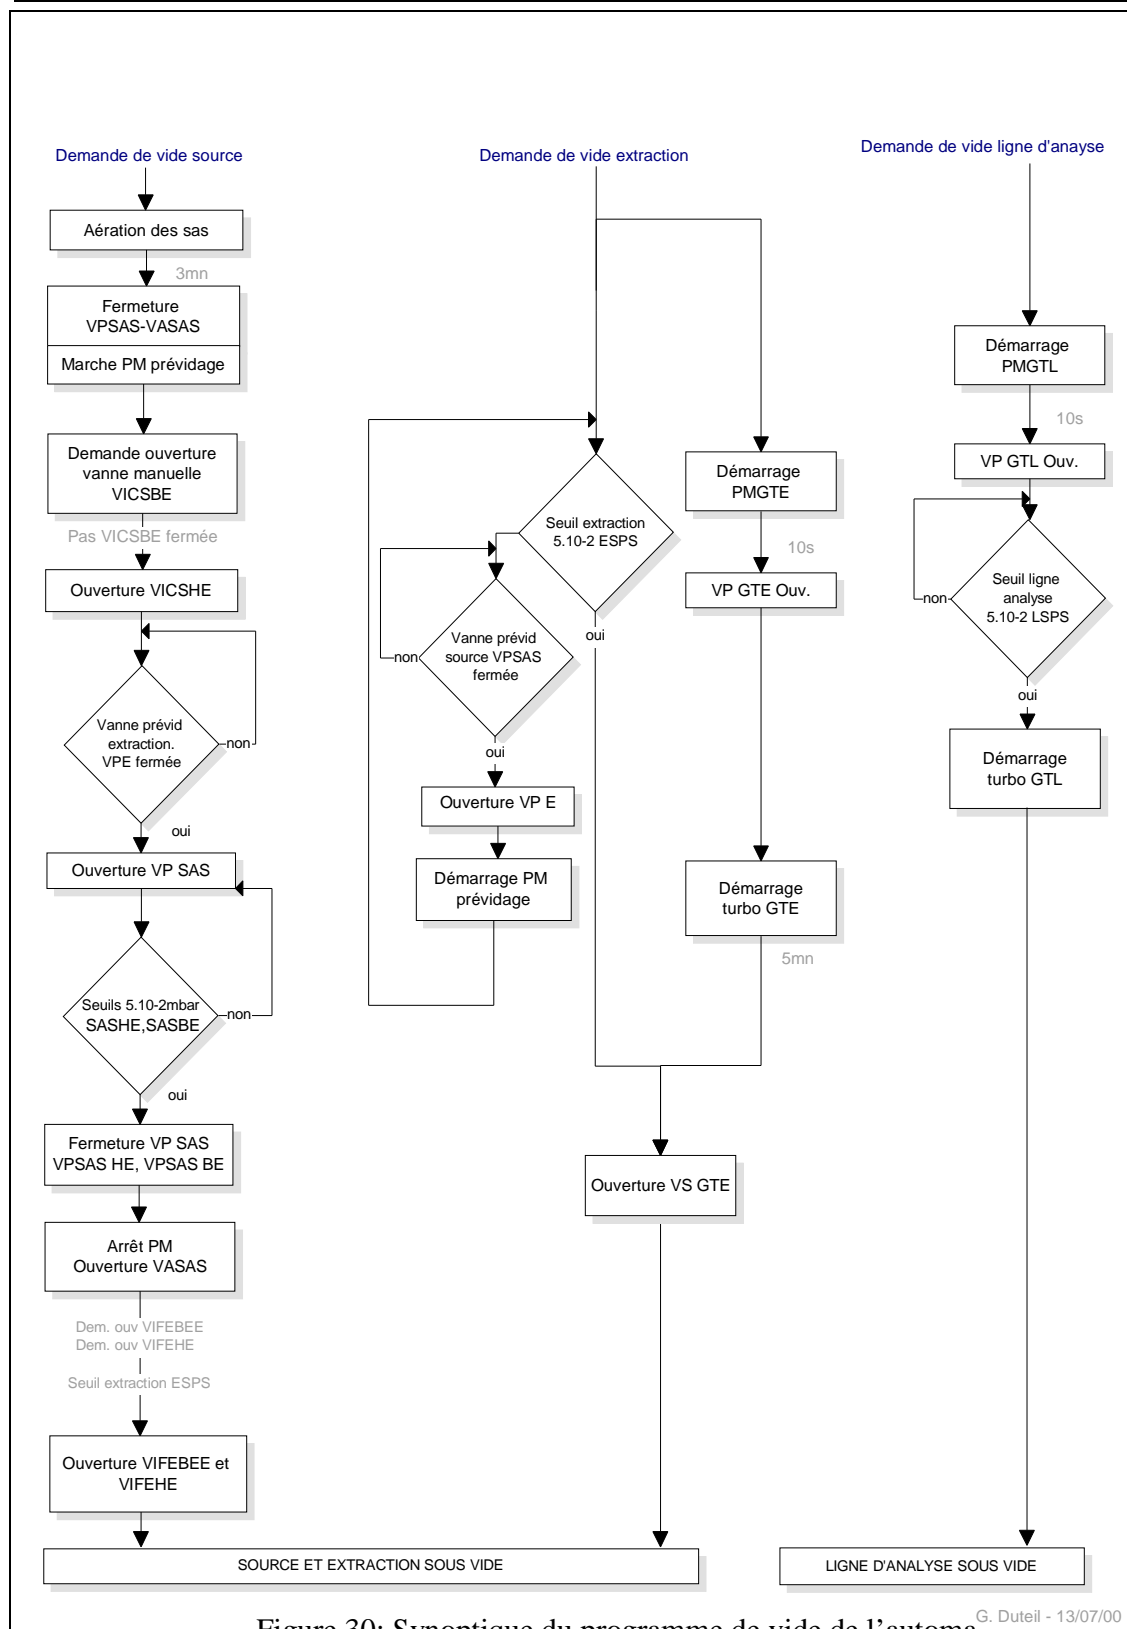 Demande de vide source
Aération des sas
3mn
Fermeture
VPSAS-VASAS
Marche PM prévidage
Demande ouverture
vanne manuelle
VICSBE
Pas VICSBE fermée
Ouverture VICSHE
Vanne prévid
extraction.
VPE fermée
non
oui
Ouverture VP SAS
Seuils 5.10-2mbar
SASHE,SASBE
non
oui
Fermeture VP SAS
VPSAS HE, VPSAS BE
Arrêt PM
Ouverture VASAS
Dem. ouv VIFEBEE
Dem. ouv VIFEHE
Seuil extraction ESPS
Ouverture VIFEBEE et
VIFEHE
Demande de vide extraction
Seuil extraction
5.10-2 ESPS
oui
Vanne prévid
source VPSAS
fermée
non
oui
Ouverture VP E
Démarrage PM
prévidage
Démarrage
PMGTE
10s
VP GTE Ouv.
Démarrage
turbo GTE
5mn
Ouverture VS GTE
SOURCE ET EXTRACTION SOUS VIDE
Demande de vide ligne d'anayse
Démarrage
PMGTL
10s
VP GTL Ouv.
Seuil ligne
analyse
5.10-2 LSPS
non
oui
Démarrage
turbo GTL
LIGNE D'ANALYSE SOUS VIDE
G. Duteil - 13/07/00
Figure 30: Synoptique du programme de vide de l'automa